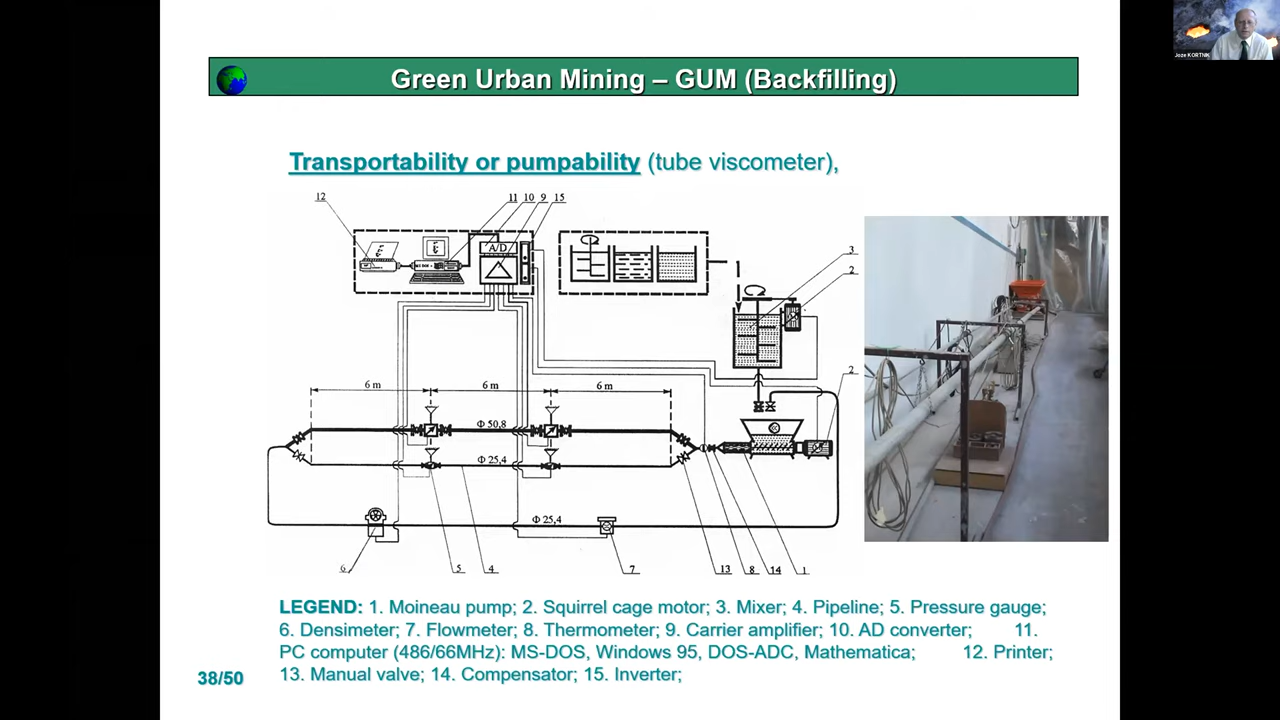 Joze KORTNIK
Green Urban Mining – GUM (Backfilling)
Transportability or pumpability (tube viscometer),
12
11 10 9 15
A/D
3
2
2
6 m
6 m
6 m
Φ 50,8
Φ 25,4
Φ 25,4
6
5
4
7
13
8
14
1
LEGEND: 1. Moineau pump; 2. Squirrel cage motor; 3. Mixer; 4. Pipeline; 5. Pressure gauge;
6. Densimeter; 7. Flowmeter; 8. Thermometer; 9. Carrier amplifier; 10. AD converter; 11.
PC computer (486/66MHz): MS-DOS, Windows 95, DOS-ADC, Mathematica; 12. Printer;
13. Manual valve; 14. Compensator; 15. Inverter;
38/50